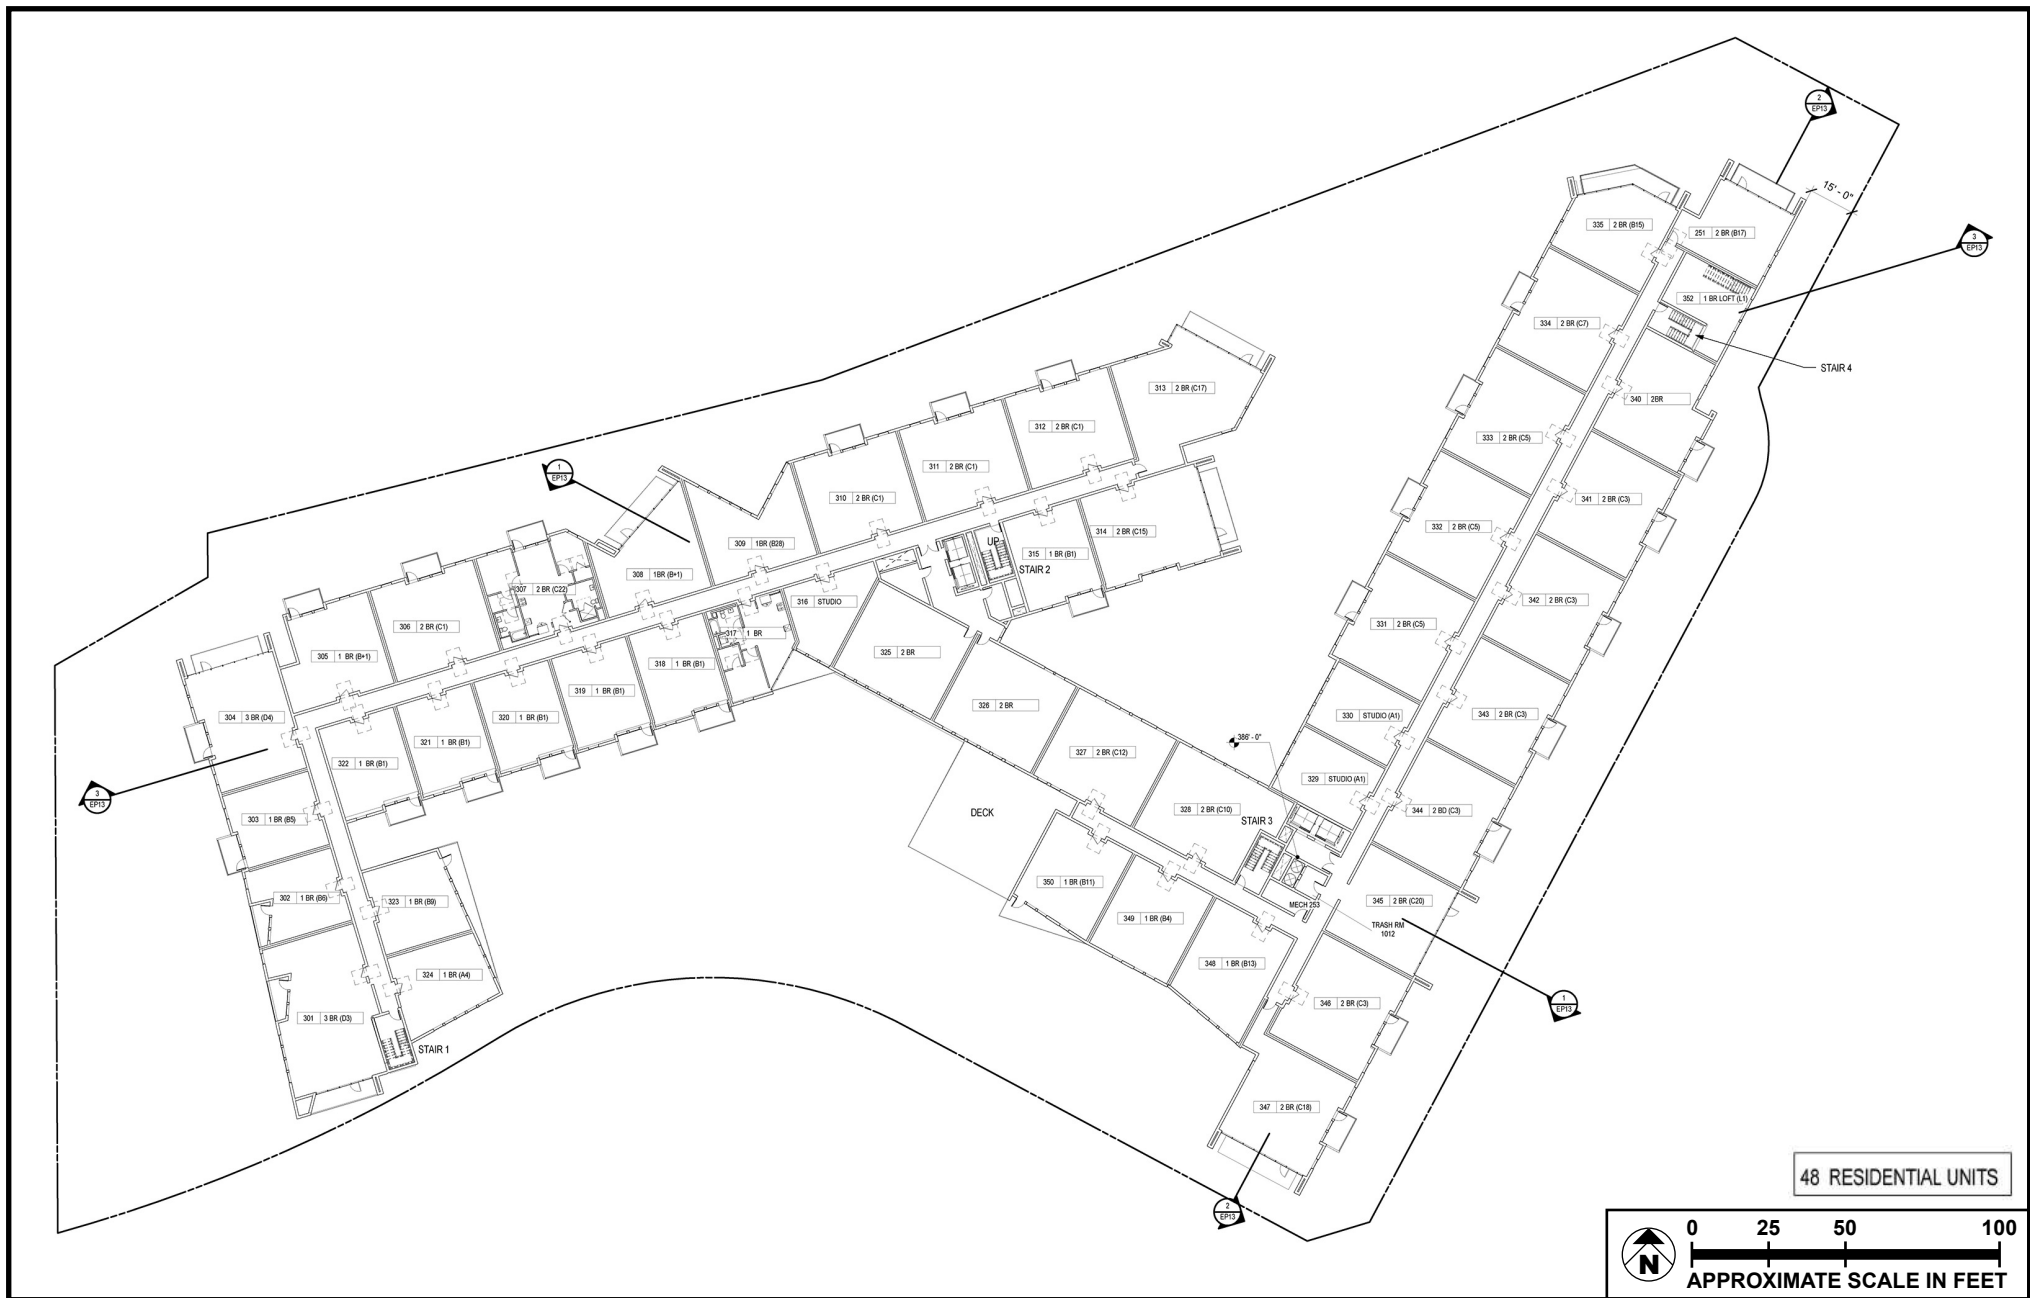 2
EP13
15' - 0"
335 2 BR (B15)
251 2 BR (B17)
3
EP13
352 1 BR LOFT (L1)
334 2 BR (C7)
STAIR 4
313 2 BR (C17)
340 2BR
312 2 BR (C1)
333 2 BR (C5)
311 2 BR (C1)
1
EP13
310 2 BR (C1)
341 2 BR (C3)
332 2 BR (C5)
314 2 BR (C15)
UP
309 1BR (B28)
315 1 BR (B1)
STAIR 2
308 1BR (B+1)
307 2 BR (C22)
316 STUDIO
342 2 BR (C3)
331 2 BR (C5)
306 2 BR (C1)
317 1 BR
325 2 BR
305 1 BR (B+1)
318 1 BR (B1)
319 1 BR (B1)
326 2 BR
343 2 BR (C3)
330 STUDIO (A1)
304 3 BR (D4)
320 1 BR (B1)
321 1 BR (B1)
386' - 0"
327 2 BR (C12)
322 1 BR (B1)
329 STUDIO (A1)
3
EP13
328 2 BR (C10)
344 2 BD (C3)
DECK
303 1 BR (B5)
STAIR 3
350 1 BR (B11)
302 1 BR (B6)
323 1 BR (B9)
345 2 BR (C20)
MECH 253
349 1 BR (B4)
TRASH RM
1012
348 1 BR (B13)
324 1 BR (A4)
346 2 BR (C3)
1
EP13
301 3 BR (D3)
STAIR 1
347 2 BR (C18)
2
EP13
48 RESIDENTIAL UNITS
0 25 50 100
N
APPROXIMATE SCALE IN FEET